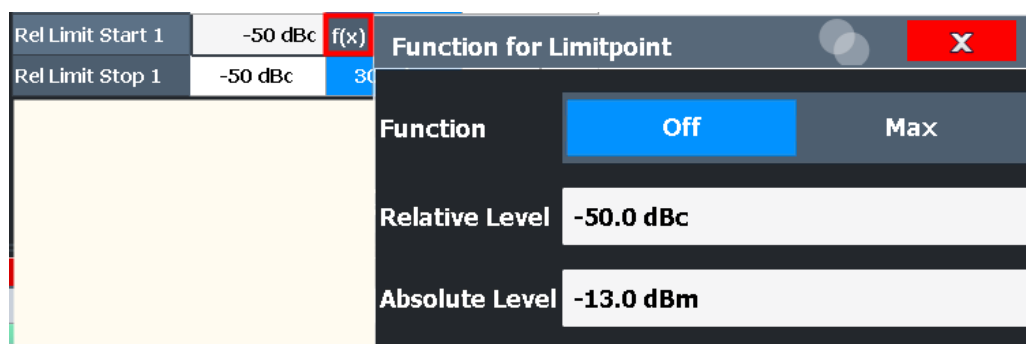 Rel Limit Start 1 -50 dBc f(x)
Function for Limitpoint X
Rel Limit Stop 1 -50 dBc 30
Function Off Max
Relative Level -50.0 dBc
Absolute Level -13.0 dBm